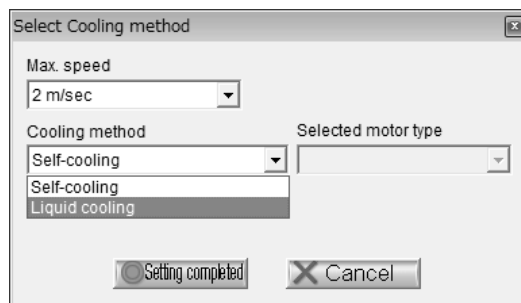 Select Cooling method
Max. speed
2 m/sec
Cooling method
Selected motor type
Self-cooling
Self-cooling
Liquid cooling
Setting completed
Cancel